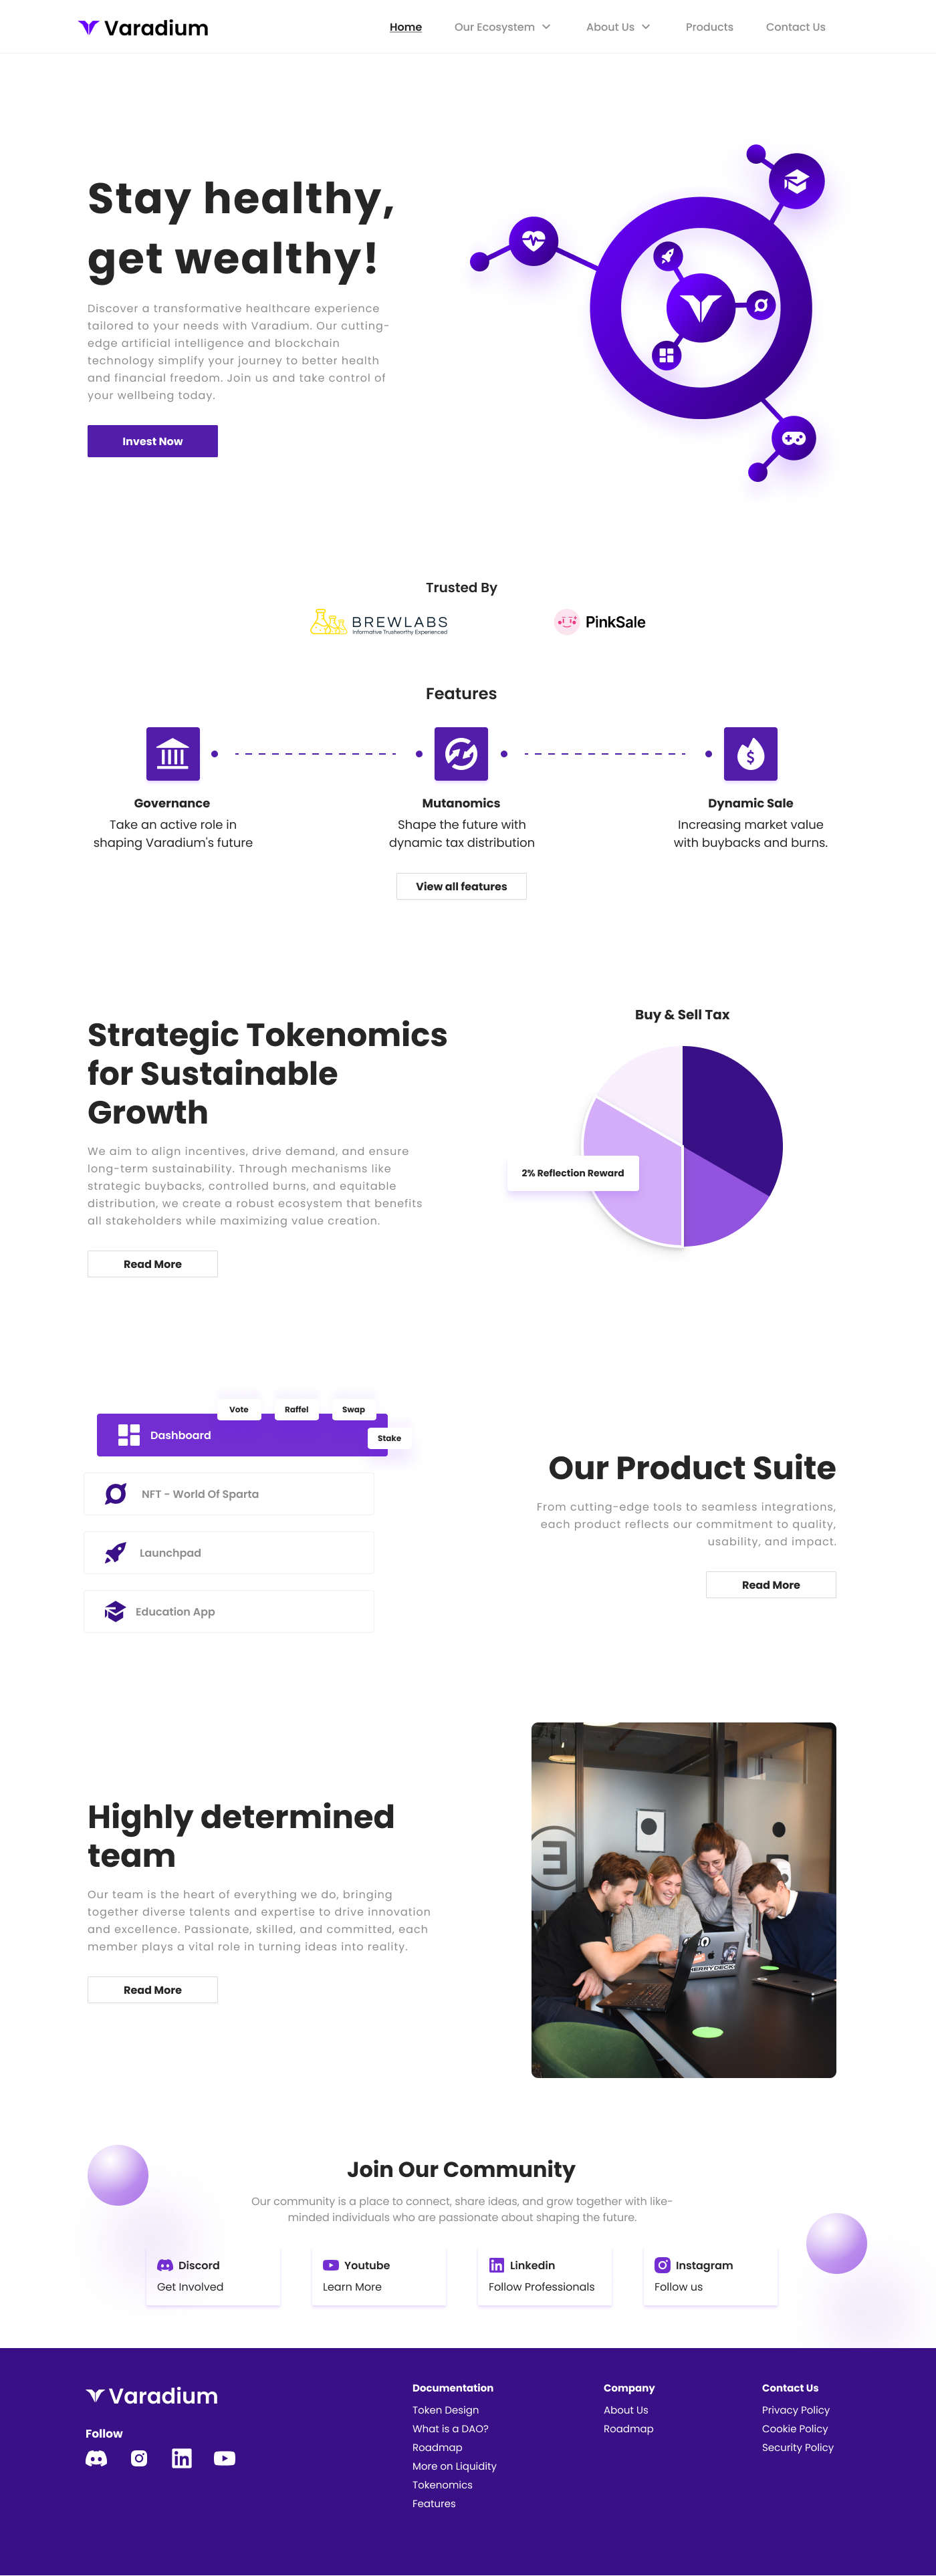 Varadium
Home
Our Ecosystem
About Us
Products
Contact Us
Stay healthy,
get wealthy!
Discover a transformative healthcare experience
tailored to your needs with Varadium. Our cutting-
edge artificial intelligence and blockchain
technology simplify your journey to better health
and financial freedom. Join us and take control of
your wellbeing today.
Invest Now
Trusted By
BREWLABS
Informative Trustworthy Experienced
PinkSale
Features
Governance
Take an active role in
shaping Varadium's future
Mutanomics
Shape the future with
dynamic tax distribution
Dynamic Sale
Increasing market value
with buybacks and burns.
View all features
Strategic Tokenomics
for Sustainable
Growth
We aim to align incentives, drive demand, and ensure
long-term sustainability. Through mechanisms like
strategic buybacks, controlled burns, and equitable
distribution, we create a robust ecosystem that benefits
all stakeholders while maximizing value creation.
Read More
Buy & Sell Tax
2% Reflection Reward
Vote
Raffel
Swap
Stake
Dashboard
NFT - World Of Sparta
Launchpad
Education App
Our Product Suite
From cutting-edge tools to seamless integrations,
each product reflects our commitment to quality,
usability, and impact.
Read More
Highly determined
team
Our team is the heart of everything we do, bringing
together diverse talents and expertise to drive innovation
and excellence. Passionate, skilled, and committed, each
member plays a vital role in turning ideas into reality.
Read More
Join Our Community
Our community is a place to connect, share ideas, and grow together with like-
minded individuals who are passionate about shaping the future.
Discord
Get Involved
Youtube
Learn More
Linkedin
Follow Professionals
Instagram
Follow us
Varadium
Follow
Documentation
Token Design
What is a DAO?
Roadmap
More on Liquidity
Tokenomics
Features
Company
About Us
Roadmap
Contact Us
Privacy Policy
Cookie Policy
Security Policy